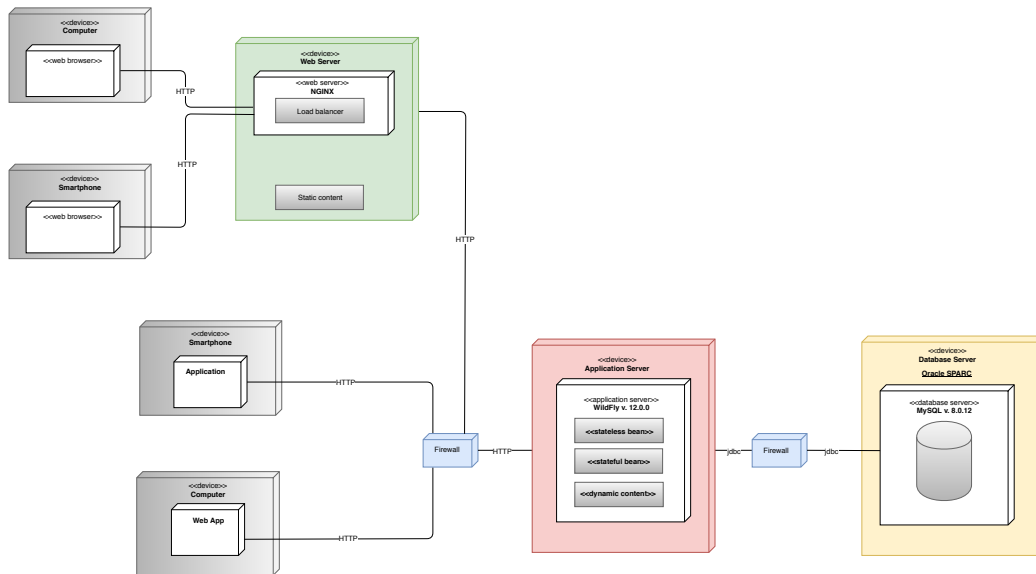 <<device>>
Computer
<<web browser>>
HTTP
<<device>>
Web Server
<<web server>>
NGINX
Load balancer
Static content
HTTP
<<device>>
Smartphone
<<web browser>>
HTTP
<<device>>
Smartphone
Application
HTTP
<<device>>
Computer
Web App
HTTP
Firewall
HTTP
<<device>>
Application Server
<<application server>>
WildFly v. 12.0.0
<<stateless bean>>
<<stateful bean>>
<<dynamic content>>
jdbc
Firewall
jdbc
<<device>>
Database Server
Oracle SPARC
<<database server>>
MySQL v. 8.0.12